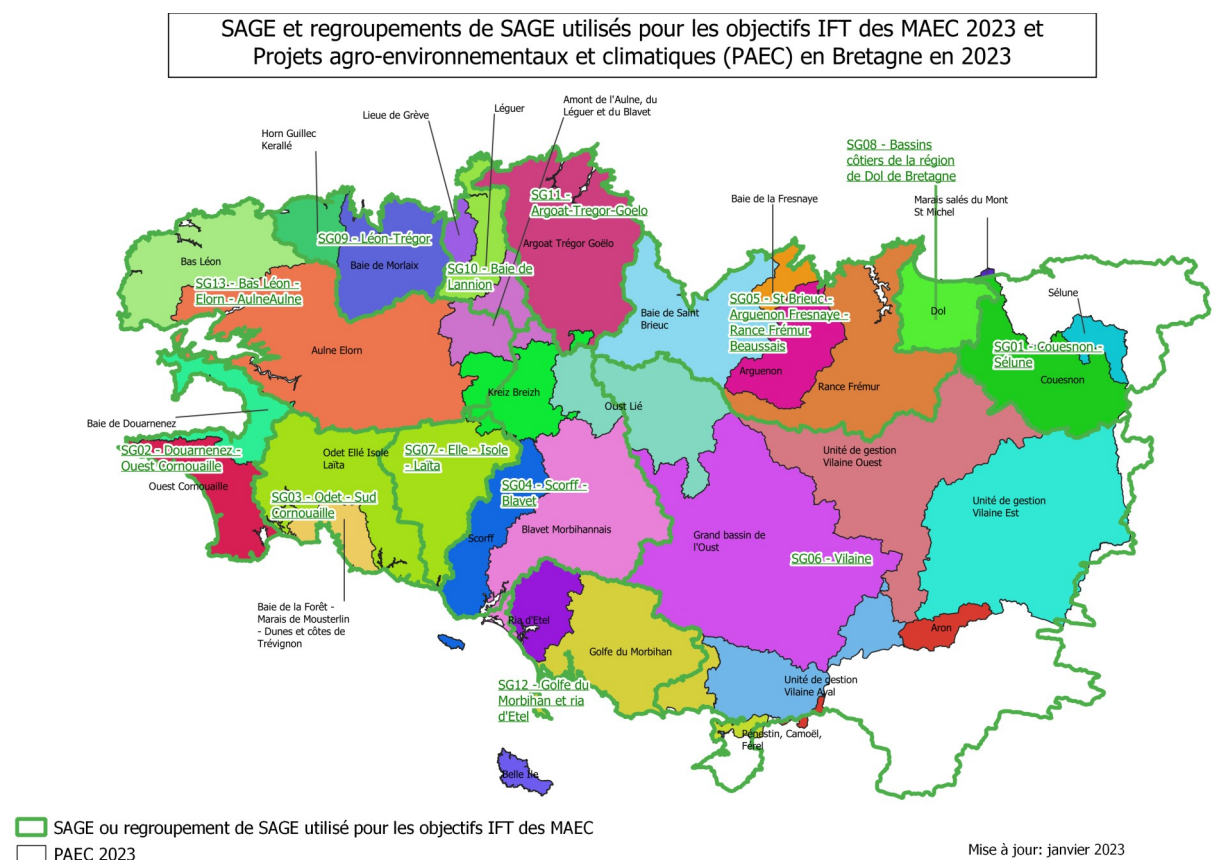 SAGE et regroupements de SAGE utilisés pour les objectifs IFT des MAEC 2023 et
Projets agro-environnementaux et climatiques (PAEC) en Bretagne en 2023
Amont de l'Aulne, du
Léguer et du Blavet
Léguer
Lieue de Grève
Horn Guillec
Kerallé
SG08 - Bassins
côtiers de la région
de Dol de Bretagne
SG11 -
Argoat-Tregor-Goelo
Baie de la Fresnaye
Marais salés du Mont
St Michel
SG09 - Léon-Trégor
Argoat Trégor Goëlo
Bas Léon
Baie de Morlaix
SG10 - Baie de
Lannion
SG13 - Bas Léon -
Elorn - AulneAulne
Sélune
SG05 - St Brieuc -
Arguenon Fresnaye -
Rance Frémur
Beaussais
Baie de Saint
Brieuc
Dol
SG01 - Couesnon -
Sélune
Aulne Elorn
Arguenon
Rance Frémur
Couesnon
Kreiz Breizh
Oust Lié
Baie de Douarnenez
SG02 - Douarnenez -
Ouest Cornouaille
Odet Ellé Isole
Laïta
SG07 - Elle - Isole
- Laïta
Unité de gestion
Vilaine Ouest
Ouest Cornouaille
SG03 - Odet - Sud
Cornouaille
SG04 - Scorff -
Blavet
Unité de gestion
Vilaine Est
Scorff
Blavet Morbihannais
Grand bassin de
l'Oust
SG06 - Vilaine
Baie de la Forêt -
Marais de Mousterlin
- Dunes et côtes de
Trévignon
Ria d'Etel
Aron
Golfe du Morbihan
SG12 - Golfe du
Morbihan et ria
d'Etel
Unité de gestion
Vilaine Aval
Pénestin, Camoël,
Férel
Belle Ile
SAGE ou regroupement de SAGE utilisé pour les objectifs IFT des MAEC
PAEC 2023
Mise à jour: janvier 2023